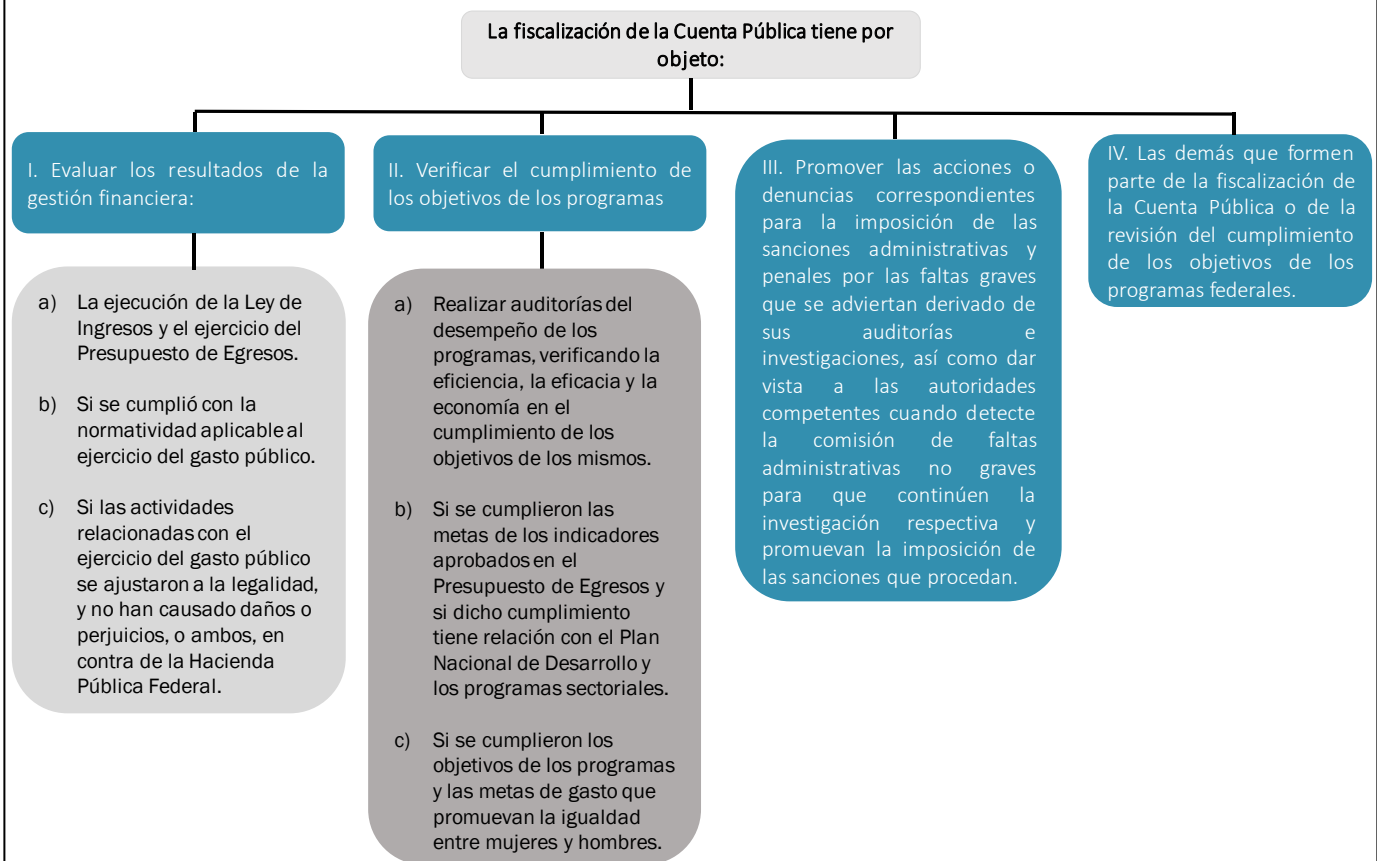 La fiscalización de la Cuenta Pública tiene por
objeto:
I. Evaluar los resultados de la
gestión financiera:
a) La ejecución de la Ley de
Ingresos y el ejercicio del
Presupuesto de Egresos.
b) Si se cumplió con la
normatividad aplicable al
ejercicio del gasto público.
c) Si las actividades
relacionadas con el
ejercicio del gasto público
se ajustaron a la legalidad,
y no han causado daños o
perjuicios, o ambos, en
contra de la Hacienda
Pública Federal.
II. Verificar el cumplimiento de
los objetivos de los programas
a) Realizar auditorías del
desempeño de los
programas, verificando la
eficiencia, la eficacia y la
economía en el
cumplimiento de los
objetivos de los mismos.
b) Si se cumplieron las
metas de los indicadores
aprobados en el
Presupuesto de Egresos y
si dicho cumplimiento
tiene relación con el Plan
Nacional de Desarrollo y
los programas sectoriales.
c) Si se cumplieron los
objetivos de los programas
y las metas de gasto que
promuevan la igualdad
entre mujeres y hombres.
III. Promover las acciones o
denuncias correspondientes
para la imposición de las
sanciones administrativas y
penales por las faltas graves
que se adviertan derivado de
sus auditorías e
investigaciones, así como dar
vista a las autoridades
competentes cuando detecte
la comisión de faltas
administrativas no graves
para que continúen la
investigación respectiva y
promuevan la imposición de
las sanciones que procedan.
IV. Las demás que formen
parte de la fiscalización de
la Cuenta Pública o de la
revisión del cumplimiento
de los objetivos de los
programas federales.